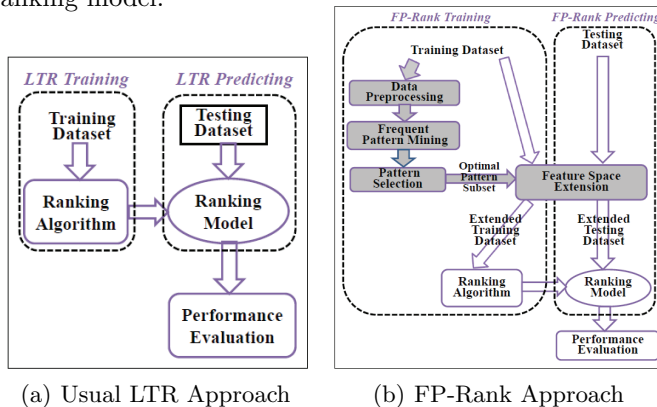 anking model.
LTR Training
LTR Predicting
Training
Dataset
Testing
Dataset
Ranking
Algorithm
Ranking
Model
Performance
Evaluation
(a) Usual LTR Approach
FP-Rank Training
FP-Rank Predicting
Training Dataset
Testing
Dataset
Data
Preprocessing
Frequent
Pattern Mining
Pattern
Selection
Optimal
Pattern
Subset
Feature Space
Extension
Extended
Training
Dataset
Extended
Testing
Dataset
Ranking
Algorithm
Ranking
Model
Performance
Evaluation
(b) FP-Rank Approach